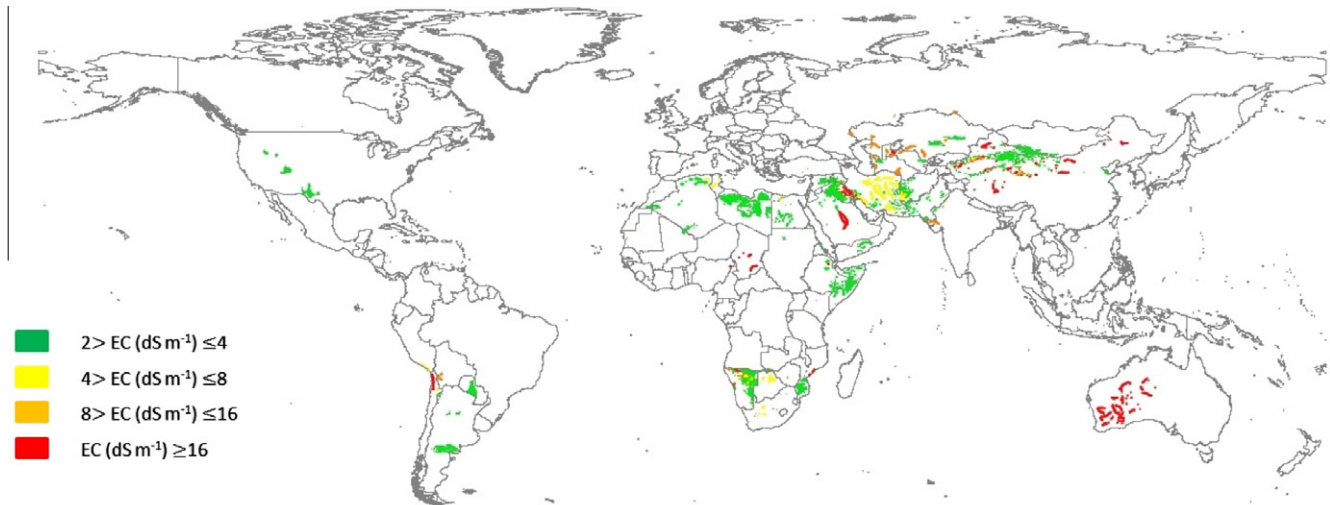 2> EC (dS m⁻¹) ≤4
4> EC (dS m⁻¹) ≤8
8> EC (dS m⁻¹) ≤16
EC (dS m⁻¹) ≥16